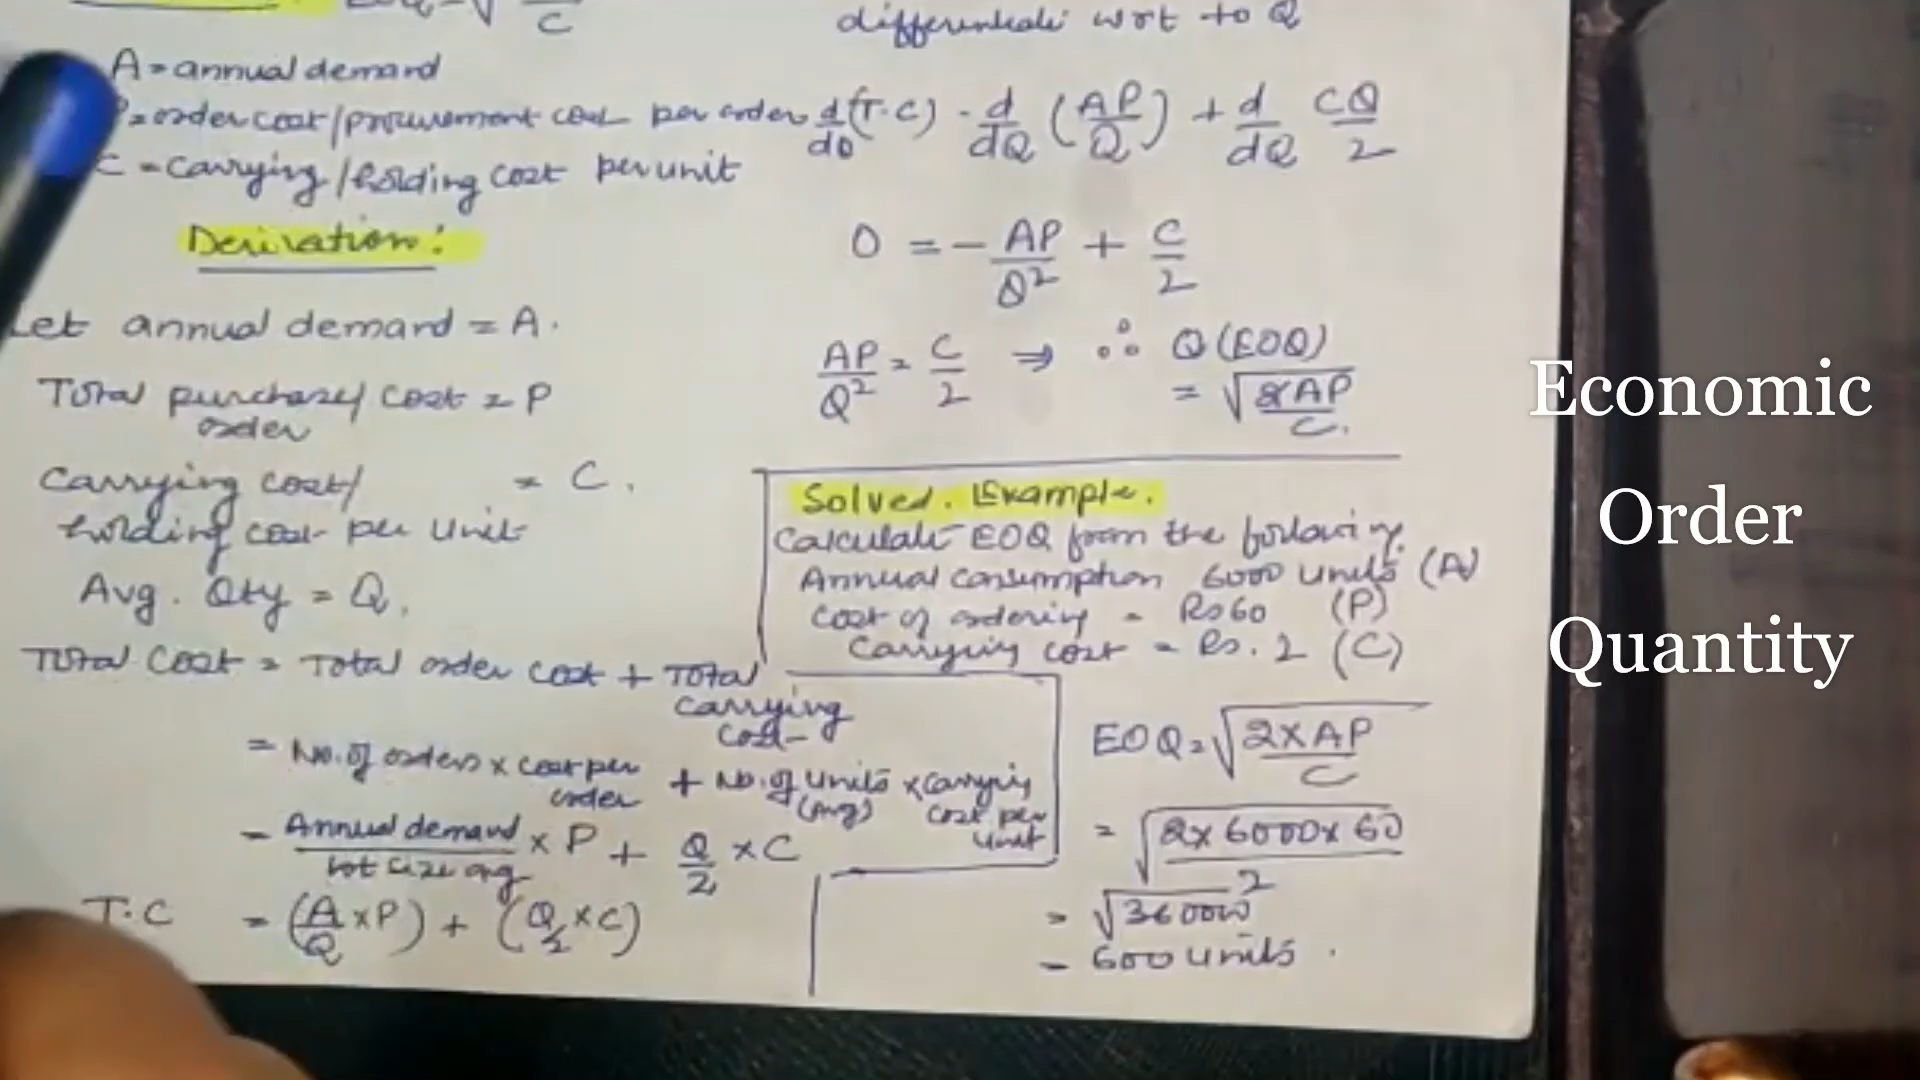 EOQ = √ C
A = annual demand
P = order cost/procurement cost per order
C = carrying/holding cost per unit
Derivation:
Let annual demand = A.
Total purchase/ cost = P
order
Carrying cost/ = C.
holding cost per unit
Avg. Qty = Q.
Total Cost = Total order cost + Total
carrying
cost
= No. of orders × cost per order + No. of units (Avg) × carrying cost per unit
= Annual demand / lot size × P + Q/2 × C
T.C = (A/Q × P) + (Q/2 × C)
differentiate wrt to Q
d/dQ (T.C) = d/dQ (AP/Q) + d/dQ CQ/2
0 = - AP/Q² + C/2
AP/Q² = C/2 ⇒ ∴ Q (EOQ)
= √2AP/C.
Solved. Example.
Calculate EOQ from the following.
Annual consumption 6000 units (A)
Cost of ordering = Rs 60 (P)
Carrying cost = Rs. 2 (C)
EOQ = √2×AP/C
= √2×6000×60/2
= √360000
= 600 units.
Economic
Order
Quantity